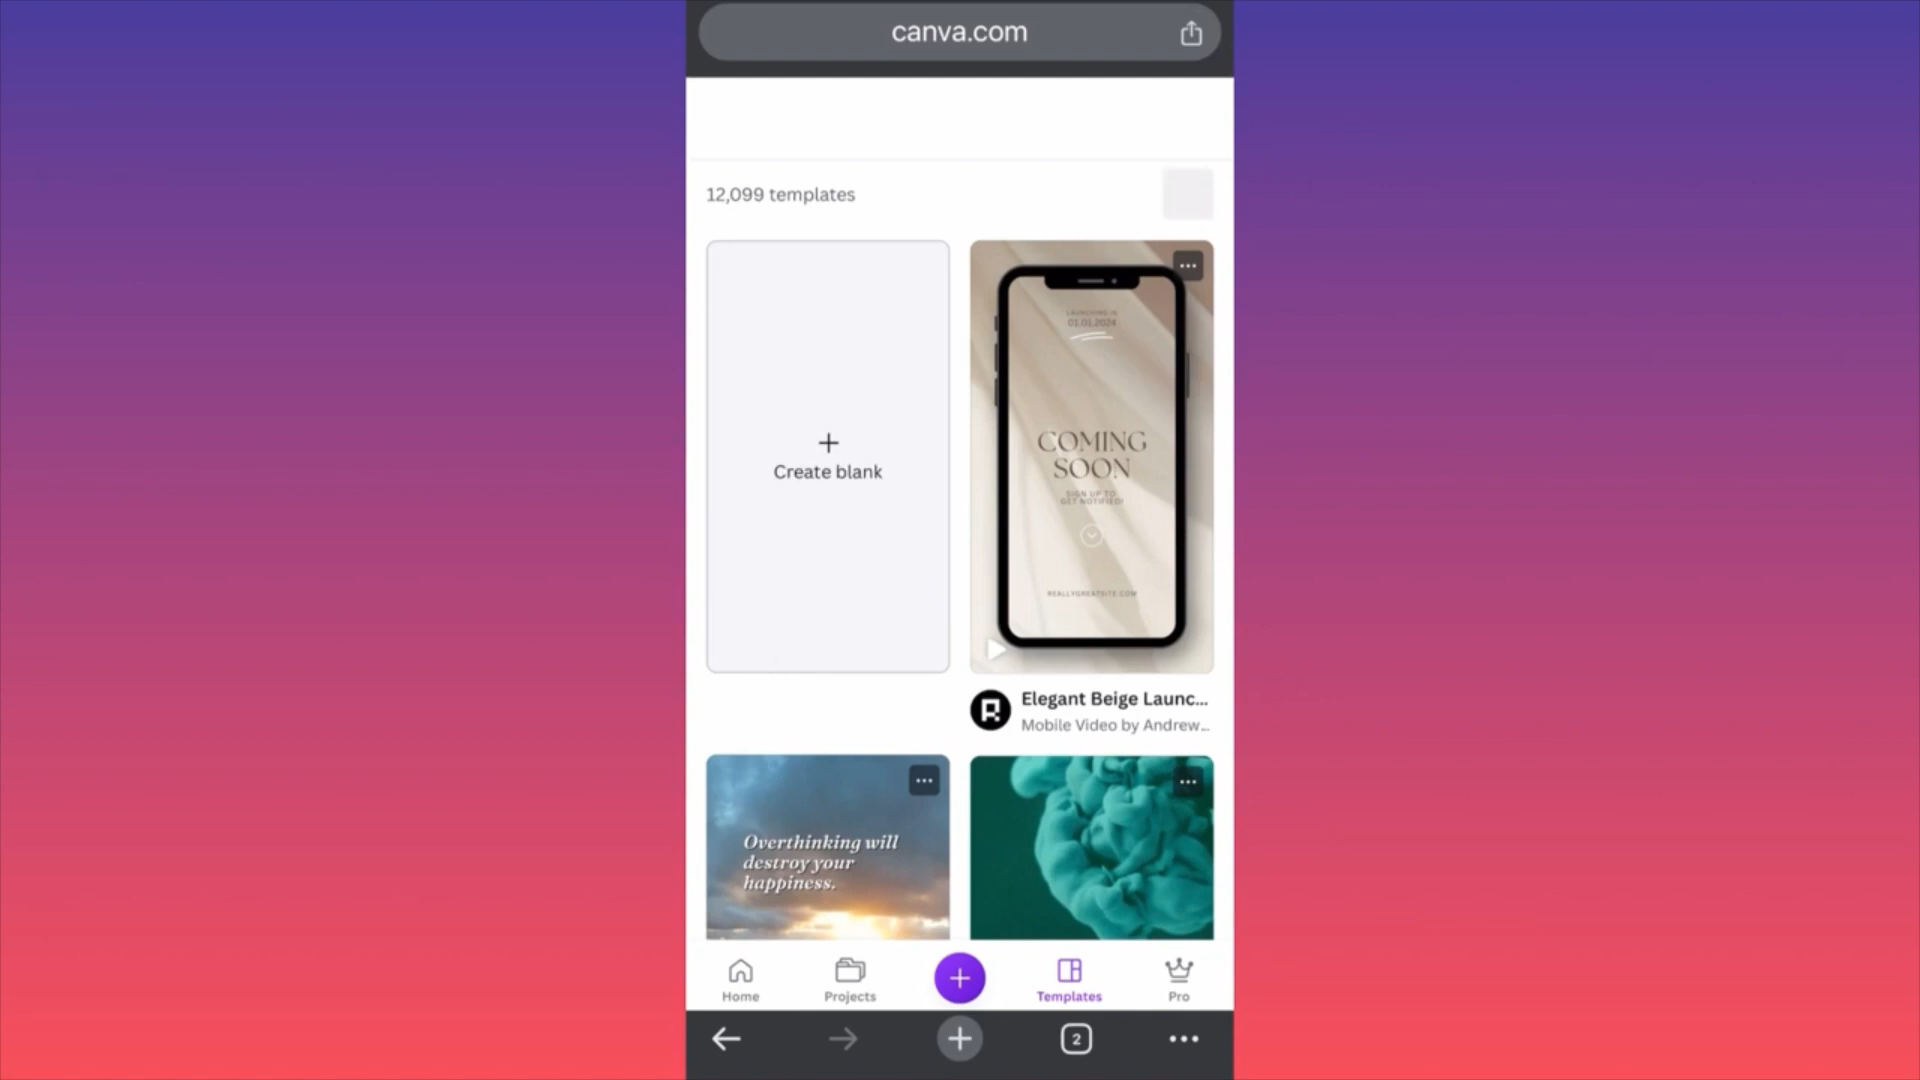 canva.com
12,099 templates
Create blank
LAUNCHING IS
01.01.2024
COMING
SOON
SIGN UP TO
GET NOTIFIED!
REALLYGREATSITE.COM
Elegant Beige Launc...
Mobile Video by Andrew...
Overthinking will
destroy your
happiness.
Home
Projects
Templates
Pro
2